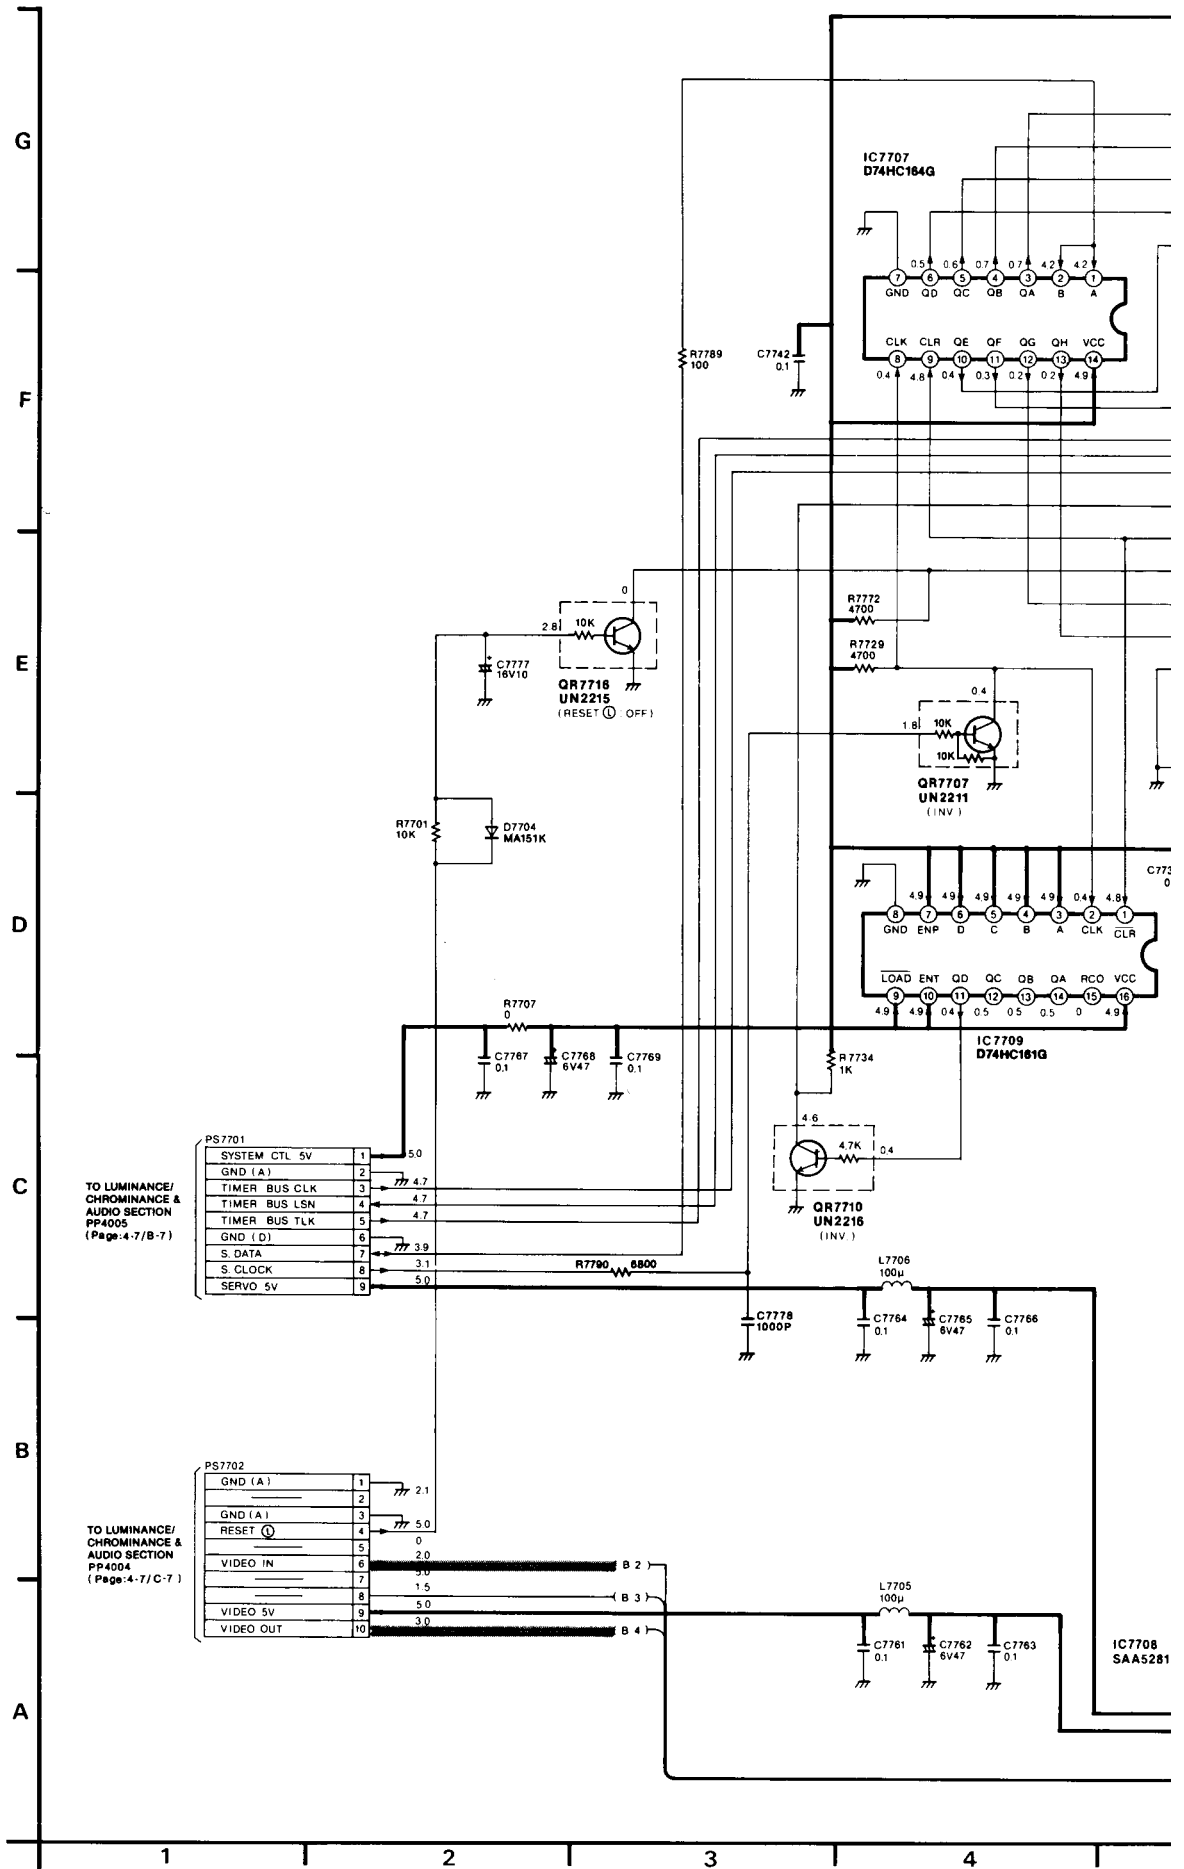 G
IC7707
D74HC164G
0.5 0.6 0.7 0.7 4.2 4.2
7 6 5 4 3 2 1
GND QD QC QB QA B A
CLK CLR QE QF QG QH VCC
8 9 10 11 12 13 14
0.4 4.8 0.4 0.3 0.2 0.2 4.9
R7789
100
C7742
0.1
F
R7772
4700
R7729
4700
0
2.8
10K
C7777
16V10
QR7716
UN2215
(RESET Ⓛ : OFF)
E
0.4
1.8
10K
10K
QR7707
UN2211
(INV)
R7701
10K
D7704
MA151K
C773
0
4.9 4.9 4.9 4.9 4.9 0.4 4.8
8 7 6 5 4 3 2 1
GND ENP D C B A CLK CLR
D
LOAD ENT QD QC QB QA RCO VCC
9 10 11 12 13 14 15 16
4.9 4.9 0.4 0.5 0.5 0.5 0 4.9
IC7709
D74HC161G
R7707
0
C7767
0.1
C7768
6V47
C7769
0.1
R7734
1K
4.6
4.7K
0.4
QR7710
UN2216
(INV.)
C
PS7701
SYSTEM CTL 5V 1 5.0
GND (A) 2
TIMER BUS CLK 3 4.7
TIMER BUS LSN 4 4.7
TIMER BUS TLK 5 4.7
GND (D) 6
S.DATA 7 3.9
S.CLOCK 8 3.1
SERVO 5V 9 5.0
TO LUMINANCE/
CHROMINANCE &
AUDIO SECTION
PP4005
(Page:4-7/B-7)
R7790 6800
C7778
1000P
L7706
100μ
C7764
0.1
C7765
6V47
C7766
0.1
B
PS7702
GND (A) 1
2 2.1
GND (A) 3
RESET Ⓛ 4 5.0
5 0
VIDEO IN 6 2.0
7 5.0
8 1.5
VIDEO 5V 9 5.0
VIDEO OUT 10 3.0
TO LUMINANCE/
CHROMINANCE &
AUDIO SECTION
PP4004
(Page:4-7/C-7)
B 2
B 3
B 4
L7705
100μ
C7761
0.1
C7762
6V47
C7763
0.1
IC7708
SAA5281
A
1 2 3 4